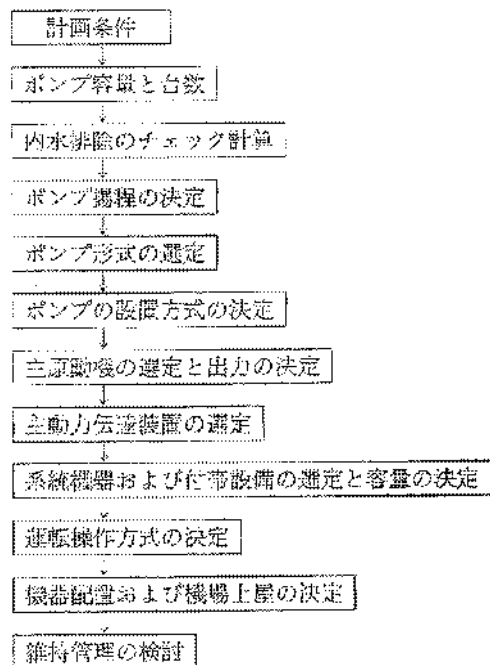 計画条件
ポンプ容量と台数
内水排除のチェック計算
ポンプ揚程の決定
ポンプ形式の選定
ポンプの設置方式の決定
主原動機の選定と出力の決定
主動力伝達装置の選定
系統機器および付帯設備の選定と容量の決定
運転操作方式の決定
機器配置および機場上屋の決定
維持管理の検討